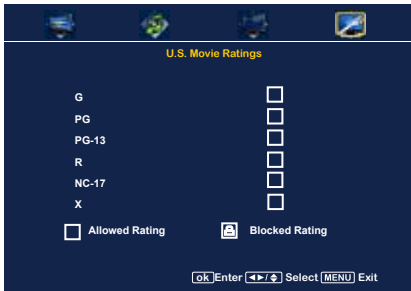 U.S. Movie Ratings
G
PG
PG-13
R
NC-17
X
Allowed Rating Blocked Rating
ok Enter ◄►/◆ Select MENU Exit